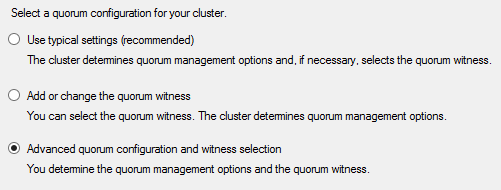 Select a quorum configuration for your cluster.
Use typical settings (recommended)
The cluster determines quorum management options and, if necessary, selects the quorum witness.
Add or change the quorum witness
You can select the quorum witness. The cluster determines quorum management options.
Advanced quorum configuration and witness selection
You determine the quorum management options and the quorum witness.